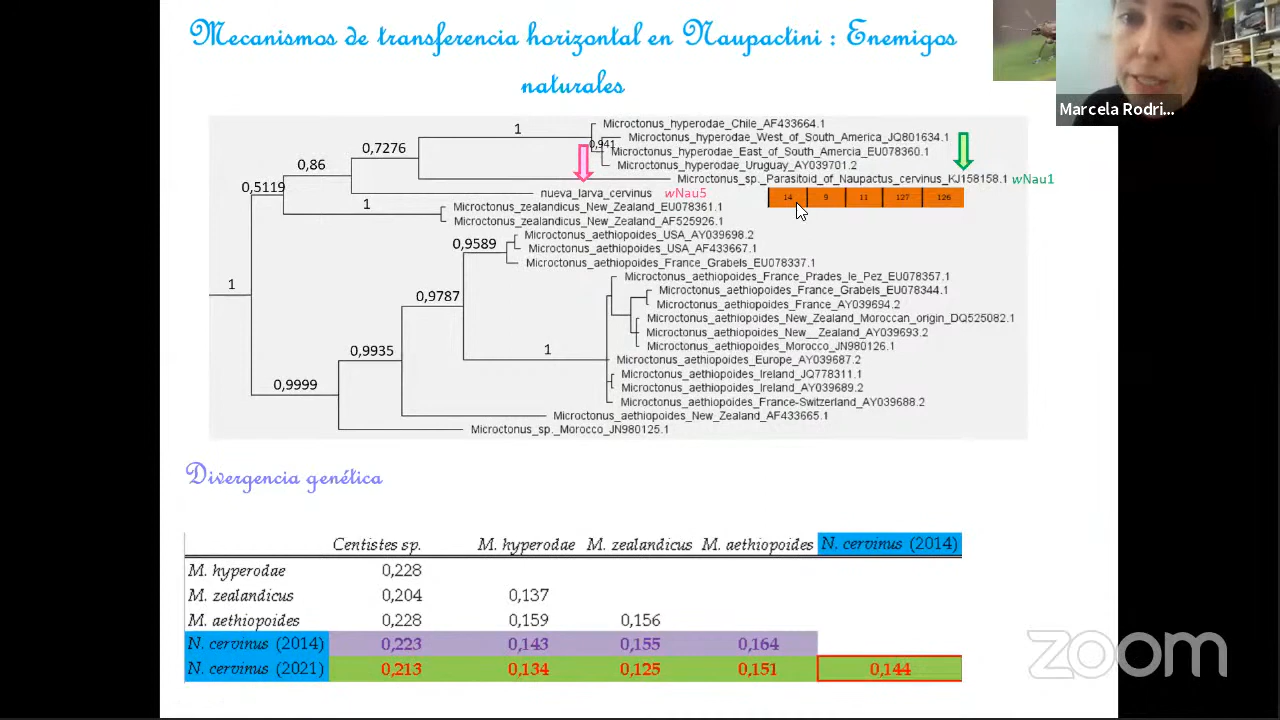 Mecanismos de transferencia horizontal en Naupactini : Enemigos
naturales
Marcela Rodri...
Microctonus_hyperodae_Chile_AF433664.1
1
Microctonus_hyperodae_West_of_South_America_JQ801634.1
0,941
0,7276
Microctonus_hyperodae_East_of_South_Amercia_EU078360.1
0,86
Microctonus_hyperodae_Uruguay_AY039701.2
Microctonus_sp._Parasitoid_of_Naupactus_cervinus_KJ158158.1 wNau1
0,5119
nueva_larva_cervinus wNau5
14 9 11 127 126
1
Microctonus_zealandicus_New_Zealand_EU078361.1
Microctonus_zealandicus_New_Zealand_AF525926.1
Microctonus_aethiopoides_USA_AY039698.2
0,9589
Microctonus_aethiopoides_USA_AF433667.1
Microctonus_aethiopoides_France_Grabels_EU078337.1
Microctonus_aethiopoides_France_Prades_le_Pez_EU078357.1
1
Microctonus_aethiopoides_France_Grabels_EU078344.1
0,9787
Microctonus_aethiopoides_France_AY039694.2
Microctonus_aethiopoides_New_Zealand_Moroccan_origin_DQ525082.1
Microctonus_aethiopoides_New__Zealand_AY039693.2
Microctonus_aethiopoides_Morocco_JN980126.1
0,9935
1
Microctonus_aethiopoides_Europe_AY039687.2
Microctonus_aethiopoides_Ireland_JQ778311.1
0,9999
Microctonus_aethiopoides_Ireland_AY039689.2
Microctonus_aethiopoides_France-Switzerland_AY039688.2
Microctonus_aethiopoides_New_Zealand_AF433665.1
Microctonus_sp._Morocco_JN980125.1
Divergencia genética
Centistes sp. M. hyperodae M. zealandicus M. aethiopoides N. cervinus (2014)
M. hyperodae 0,228
M. zealandicus 0,204 0,137
M. aethiopoides 0,228 0,159 0,156
N. cervinus (2014) 0,223 0,143 0,155 0,164
N. cervinus (2021) 0,213 0,134 0,125 0,151 0,144
zoom